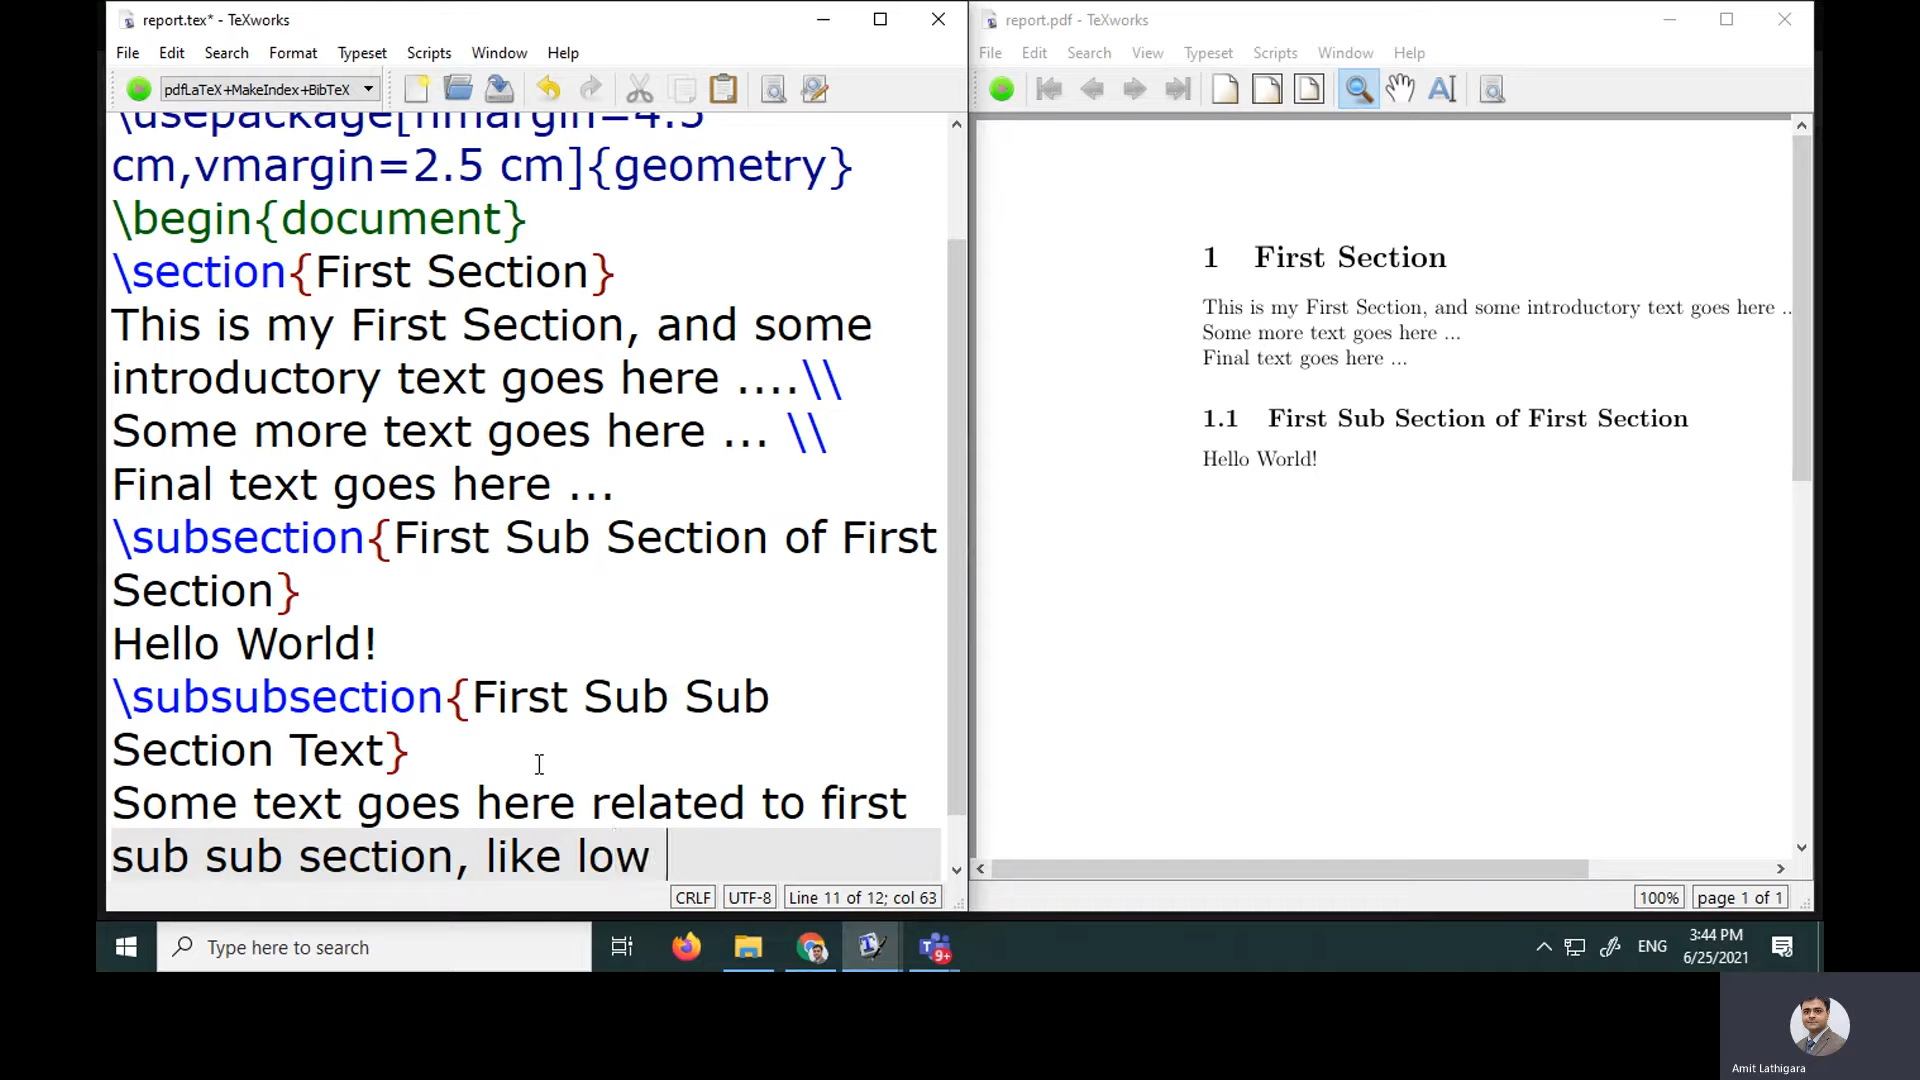 report.tex* - TeXworks
File Edit Search Format Typeset Scripts Window Help
pdfLaTeX+MakeIndex+BibTeX
\usepackage[hmargin=4.5
cm,vmargin=2.5 cm]{geometry}
\begin{document}
\section{First Section}
This is my First Section, and some
introductory text goes here ....\\
Some more text goes here ... \\
Final text goes here ...
\subsection{First Sub Section of First
Section}
Hello World!
\subsubsection{First Sub Sub
Section Text}
Some text goes here related to first
sub sub section, like low
CRLF UTF-8 Line 11 of 12; col 63
report.pdf - TeXworks
File Edit Search View Typeset Scripts Window Help
1 First Section
This is my First Section, and some introductory text goes here ..
Some more text goes here ...
Final text goes here ...
1.1 First Sub Section of First Section
Hello World!
100% page 1 of 1
Type here to search
9+
ENG
3:44 PM
6/25/2021
Amit Lathigara